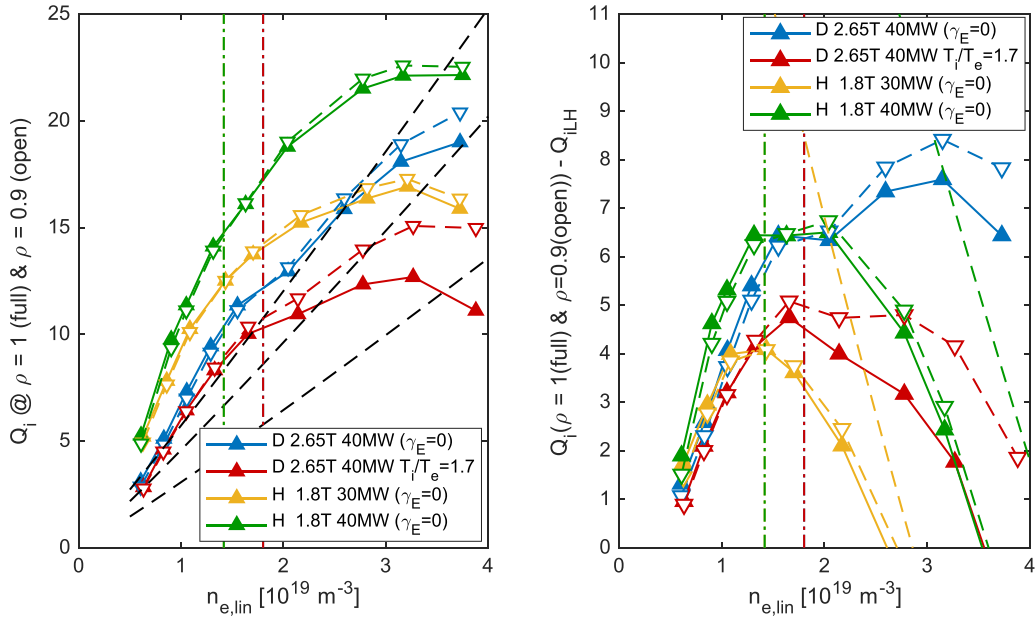 Q_i @ ρ = 1 (full) & ρ = 0.9 (open)
25
20
15
10
5
0
0 1 2 3 4
n_{e,lin} [10^{19} m^{-3}]
D 2.65T 40MW (γ_E=0)
D 2.65T 40MW T_i/T_e=1.7
H 1.8T 30MW (γ_E=0)
H 1.8T 40MW (γ_E=0)
Q_i(ρ = 1(full) & ρ=0.9(open)) - Q_{iLH}
11
10
9
8
7
6
5
4
3
2
1
0
0 1 2 3 4
n_{e,lin} [10^{19} m^{-3}]
D 2.65T 40MW (γ_E=0)
D 2.65T 40MW T_i/T_e=1.7
H 1.8T 30MW (γ_E=0)
H 1.8T 40MW (γ_E=0)